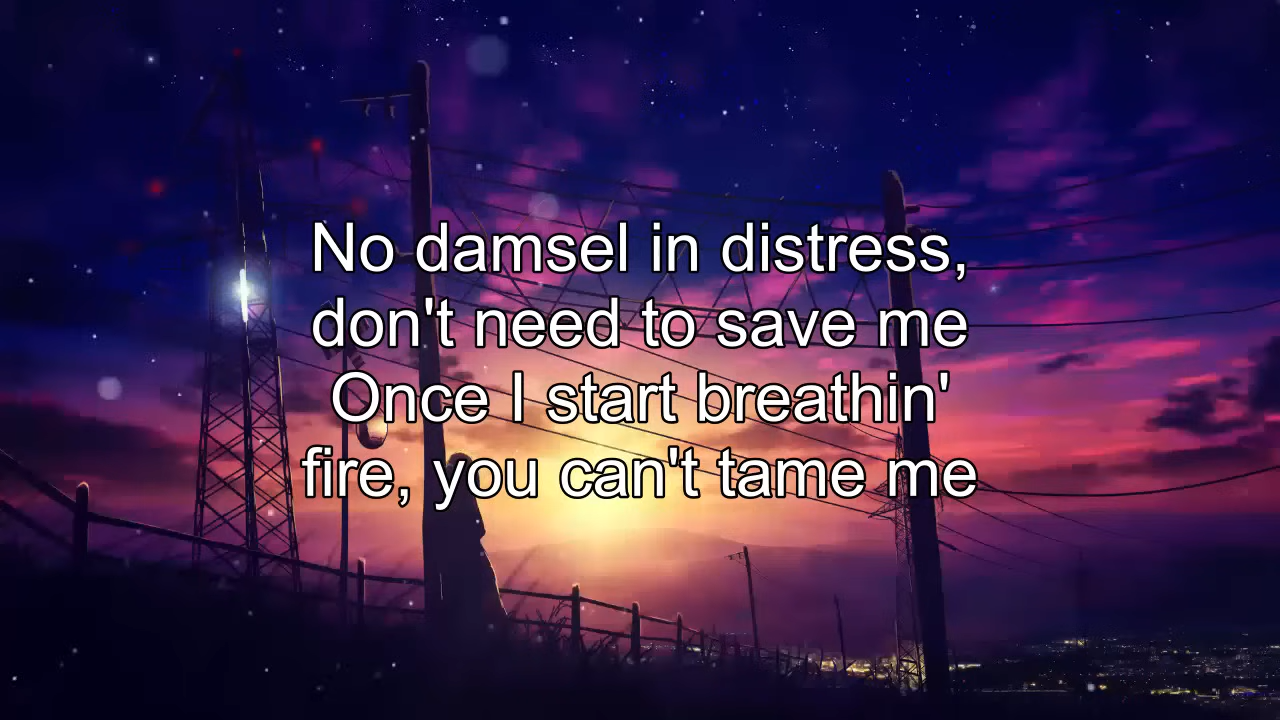 No damsel in distress,
don't need to save me
Once I start breathin'
fire, you can't tame me